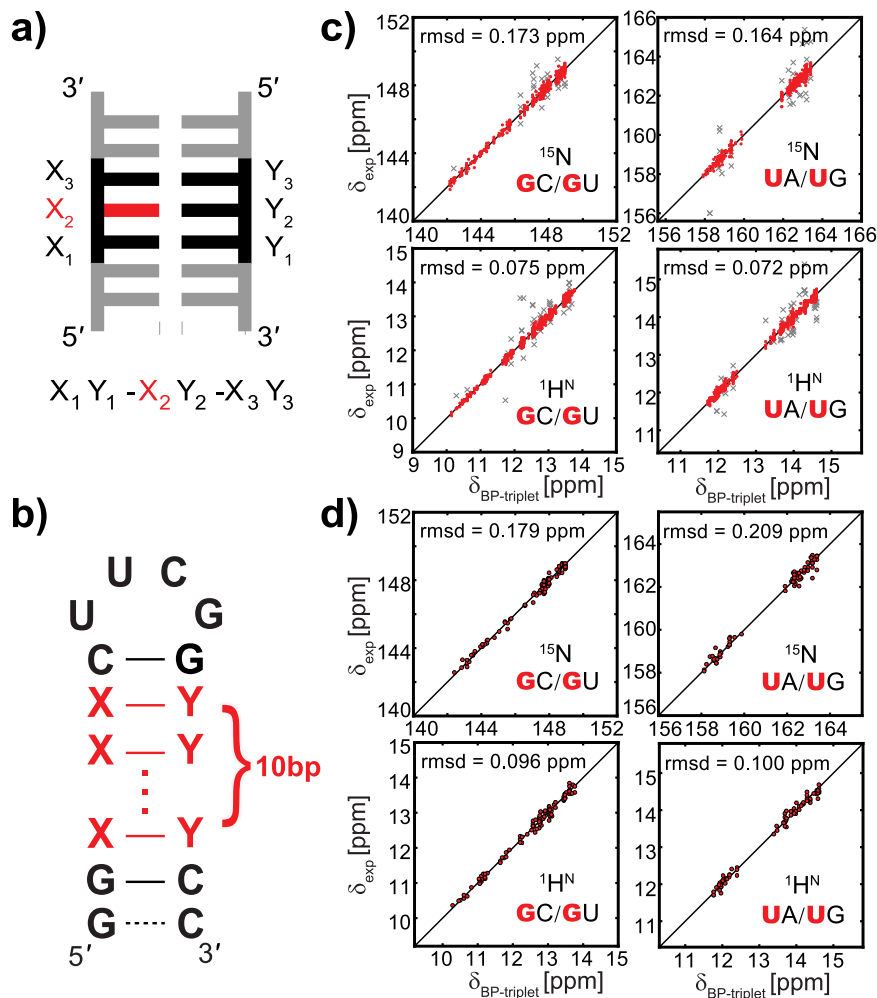 a)
3′
5′
X3
Y3
X2
Y2
X1
Y1
5′
3′
X1 Y1 -X2 Y2 -X3 Y3
b)
U C
U G
C G
X Y
X Y
10bp
X Y
G C
G C
5′ 3′
c)
152
148
144
140
δexp [ppm]
rmsd = 0.173 ppm
15N
GC/GU
140 144 148 152
166
164
162
160
158
156
rmsd = 0.164 ppm
15N
UA/UG
156 158 160 162 164 166
15
14
13
12
11
10
9
δexp [ppm]
rmsd = 0.075 ppm
1HN
GC/GU
9 10 11 12 13 14 15
15
14
13
12
11
rmsd = 0.072 ppm
1HN
UA/UG
11 12 13 14 15
δBP-triplet [ppm]
d)
152
148
144
140
δexp [ppm]
rmsd = 0.179 ppm
15N
GC/GU
140 144 148 152
164
162
160
158
156
rmsd = 0.209 ppm
15N
UA/UG
156 158 160 162 164
15
14
13
12
11
10
δexp [ppm]
rmsd = 0.096 ppm
1HN
GC/GU
10 11 12 13 14 15
15
14
13
12
11
rmsd = 0.100 ppm
1HN
UA/UG
11 12 13 14 15
δBP-triplet [ppm]